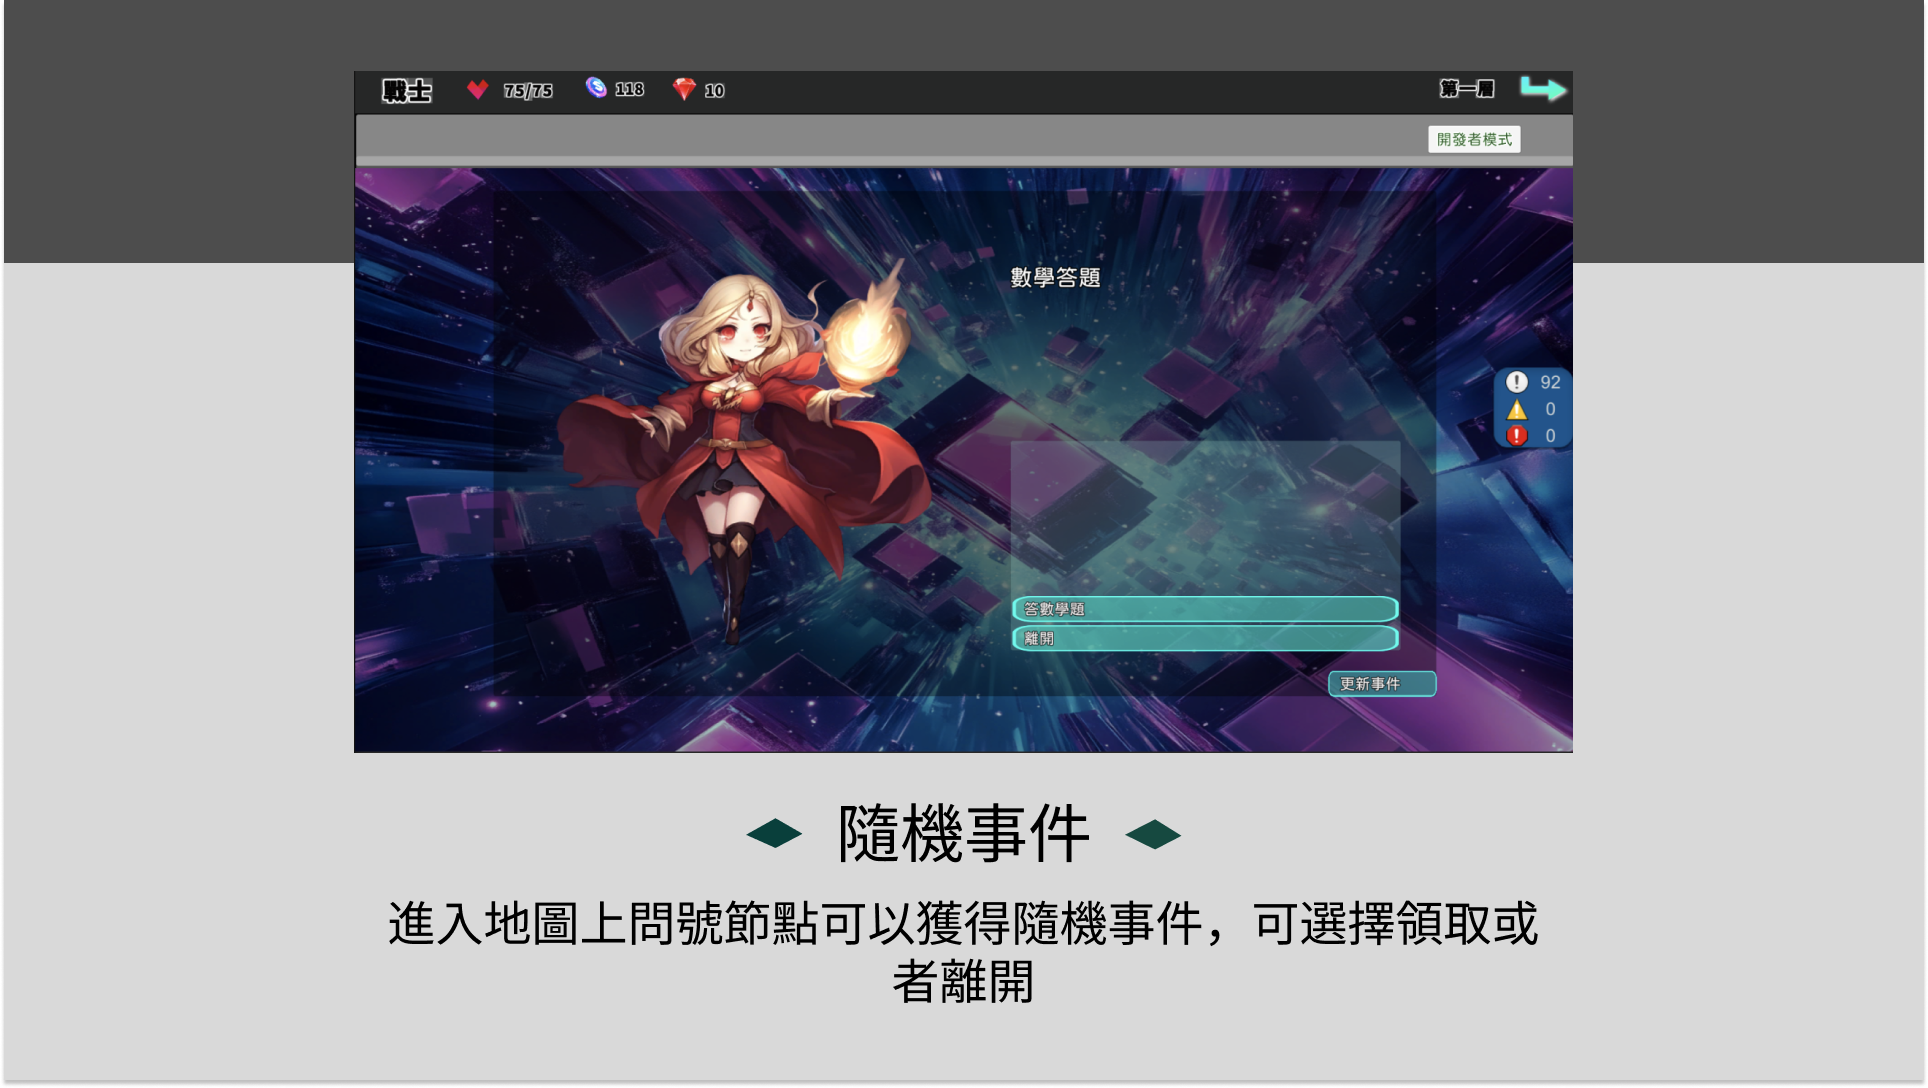 戰士 75/75 118 10 第一層
開發者模式
數學答題
92
0
0
答數學題
離開
更新事件
隨機事件
進入地圖上問號節點可以獲得隨機事件，可選擇領取或
者離開